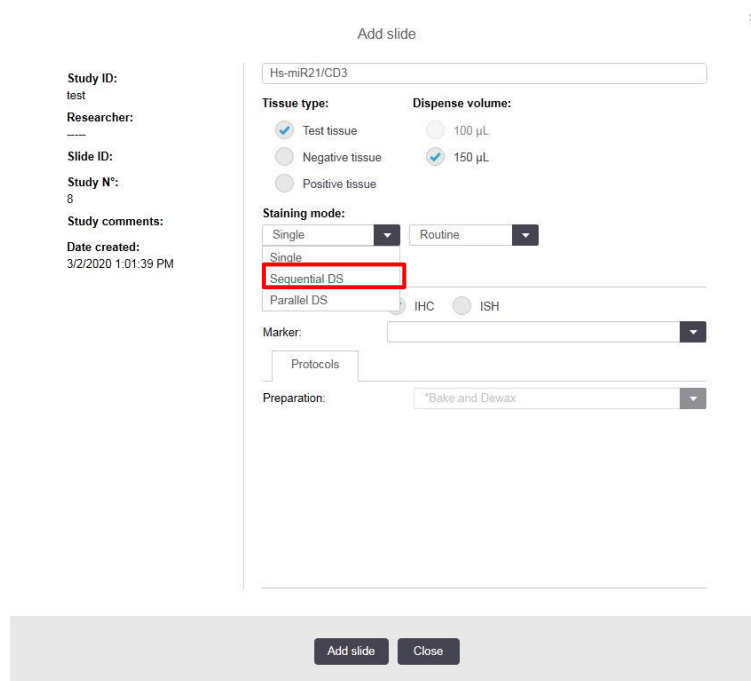 Add slide
Study ID:
test
Researcher:
-----
Slide ID:
Study N°:
8
Study comments:
Date created:
3/2/2020 1:01:39 PM
Hs-miR21/CD3
Tissue type:
Dispense volume:
Test tissue
100 µL
Negative tissue
150 µL
Positive tissue
Staining mode:
Single
Routine
Single
Sequential DS
Parallel DS
IHC
ISH
Marker:
Protocols
Preparation:
*Bake and Dewax
Add slide
Close